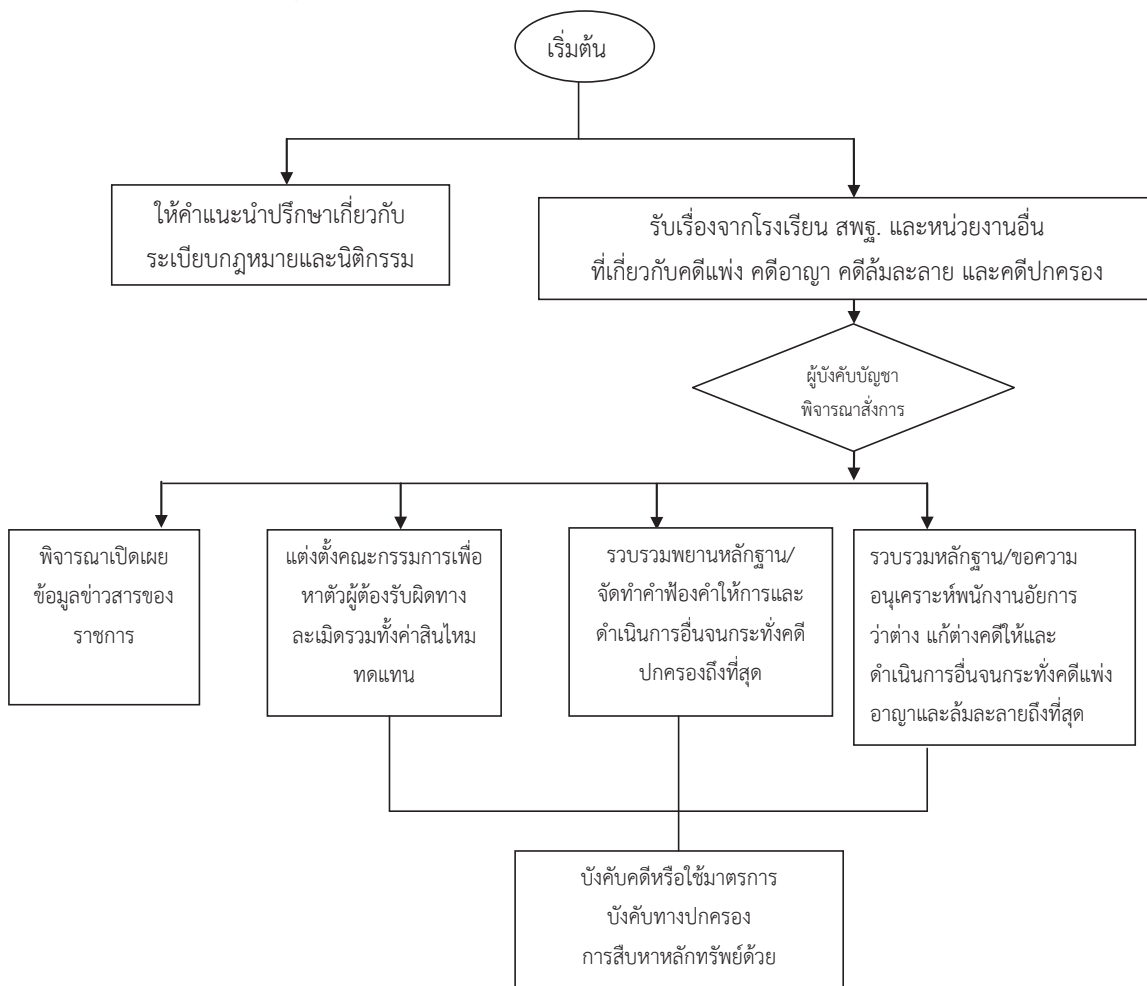 เริ่มต้น
ให้คำแนะนำปรึกษาเกี่ยวกับ
ระเบียบกฎหมายและนิติกรรม
รับเรื่องจากโรงเรียน สพฐ. และหน่วยงานอื่น
ที่เกี่ยวกับคดีแพ่ง คดีอาญา คดีล้มละลาย และคดีปกครอง
ผู้บังคับบัญชา
พิจารณาสั่งการ
พิจารณาเปิดเผย
ข้อมูลข่าวสารของ
ราชการ
แต่งตั้งคณะกรรมการเพื่อ
หาตัวผู้ต้องรับผิดทาง
ละเมิดรวมทั้งค่าสินไหม
ทดแทน
รวบรวมพยานหลักฐาน/
จัดทำคำฟ้องคำให้การและ
ดำเนินการอื่นจนกระทั่งคดี
ปกครองถึงที่สุด
รวบรวมหลักฐาน/ขอความ
อนุเคราะห์พนักงานอัยการ
ว่าต่าง แก้ต่างคดีให้และ
ดำเนินการอื่นจนกระทั่งคดีแพ่ง
อาญาและล้มละลายถึงที่สุด
บังคับคดีหรือใช้มาตรการ
บังคับทางปกครอง
การสืบหาหลักทรัพย์ด้วย